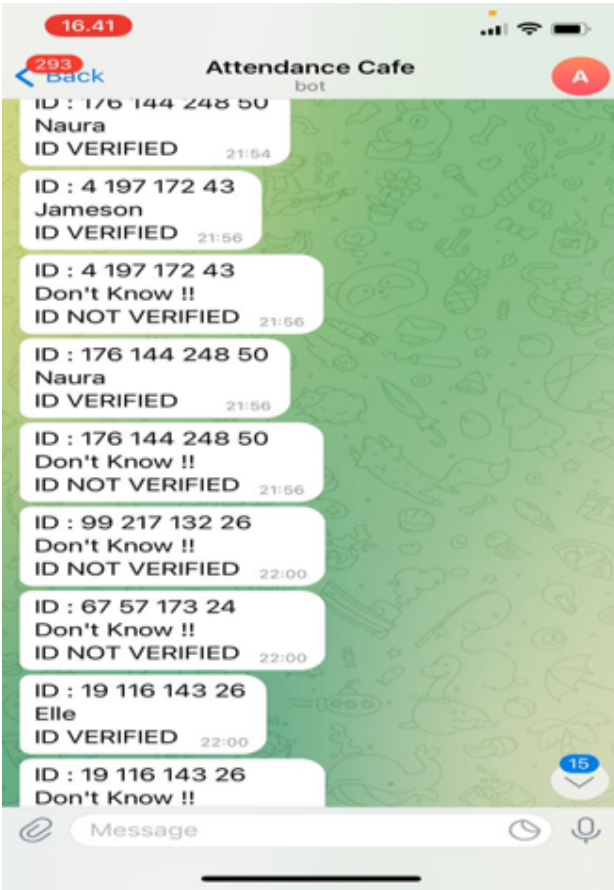 16.41
293
Back
Attendance Cafe
bot
A
ID : 176 144 248 50
Naura
ID VERIFIED 21:54
ID : 4 197 172 43
Jameson
ID VERIFIED 21:56
ID : 4 197 172 43
Don't Know !!
ID NOT VERIFIED 21:56
ID : 176 144 248 50
Naura
ID VERIFIED 21:56
ID : 176 144 248 50
Don't Know !!
ID NOT VERIFIED 21:56
ID : 99 217 132 26
Don't Know !!
ID NOT VERIFIED 22:00
ID : 67 57 173 24
Don't Know !!
ID NOT VERIFIED 22:00
ID : 19 116 143 26
Elle
ID VERIFIED 22:00
ID : 19 116 143 26
Don't Know !!
15
Message